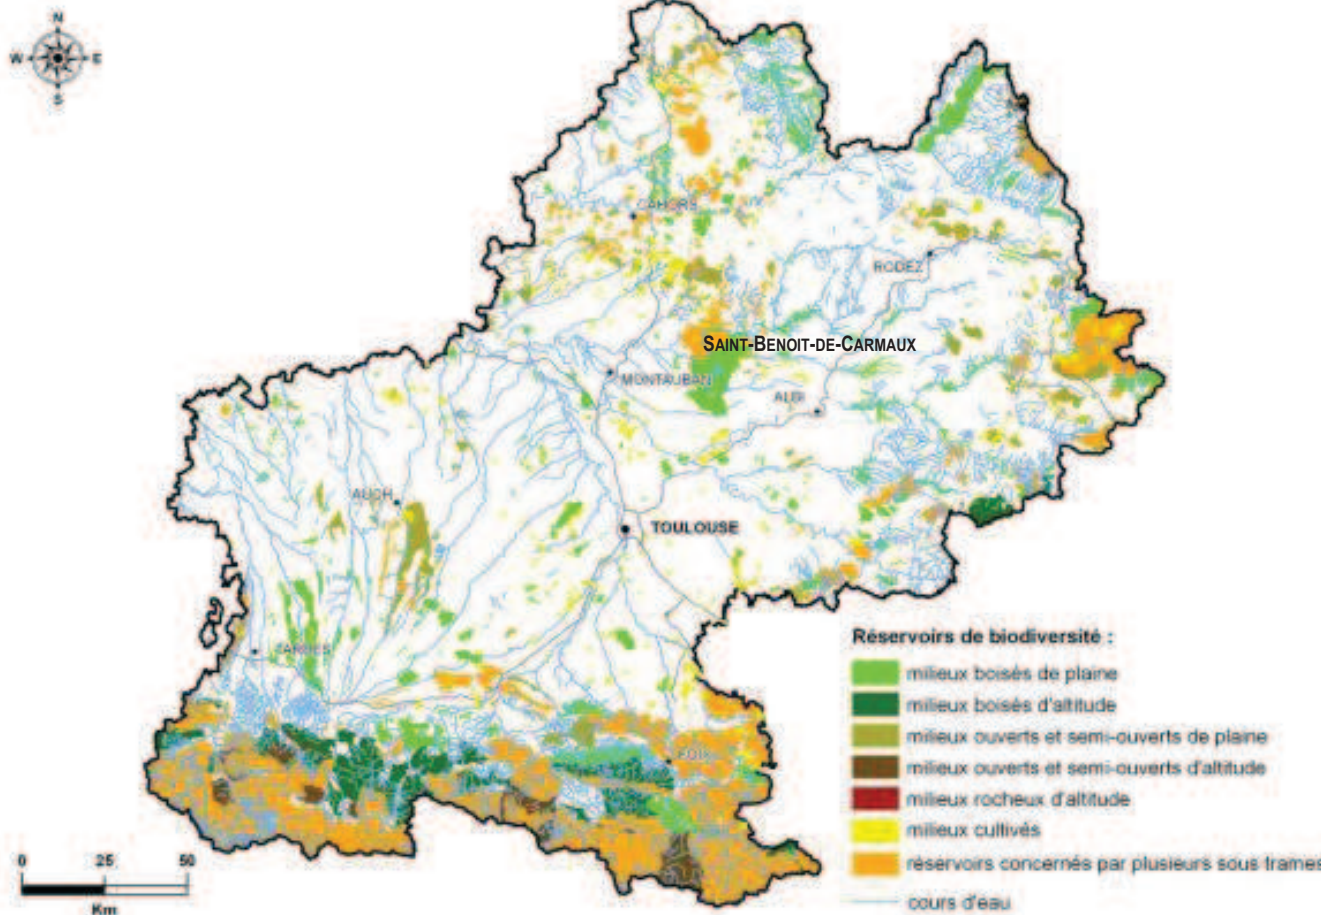 N
W E
S
CAHORS
RODEZ
SAINT-BENOIT-DE-CARMAUX
MONTAUBAN
ALBI
AUCH
TOULOUSE
TARBES
FOIX
Réservoirs de biodiversité :
milieux boisés de plaine
milieux boisés d'altitude
milieux ouverts et semi-ouverts de plaine
milieux ouverts et semi-ouverts d'altitude
milieux rocheux d'altitude
milieux cultivés
réservoirs concernés par plusieurs sous trames
cours d'eau
0 25 50
Km